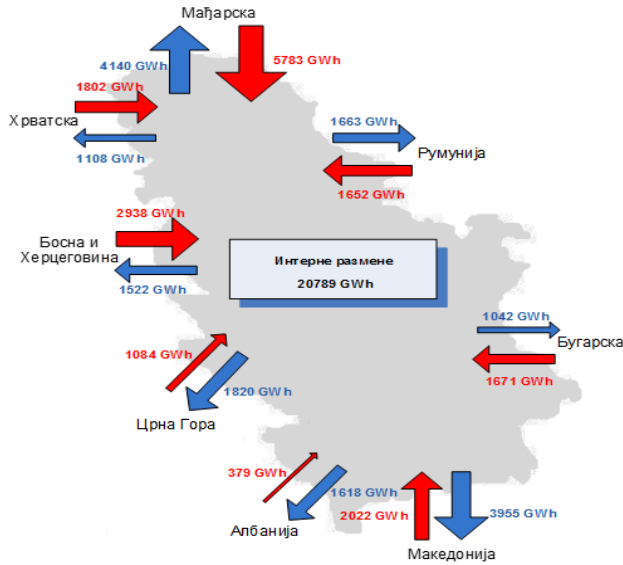 Мађарска
4140 GWh
5783 GWh
1802 GWh
Хрватска
1108 GWh
1663 GWh
Румунија
1652 GWh
2938 GWh
Босна и
Херцеговина
1522 GWh
Интерне размене
20789 GWh
1042 GWh
Бугарска
1671 GWh
1084 GWh
1820 GWh
Црна Гора
379 GWh
1618 GWh
Албанија
2022 GWh
3955 GWh
Македонија